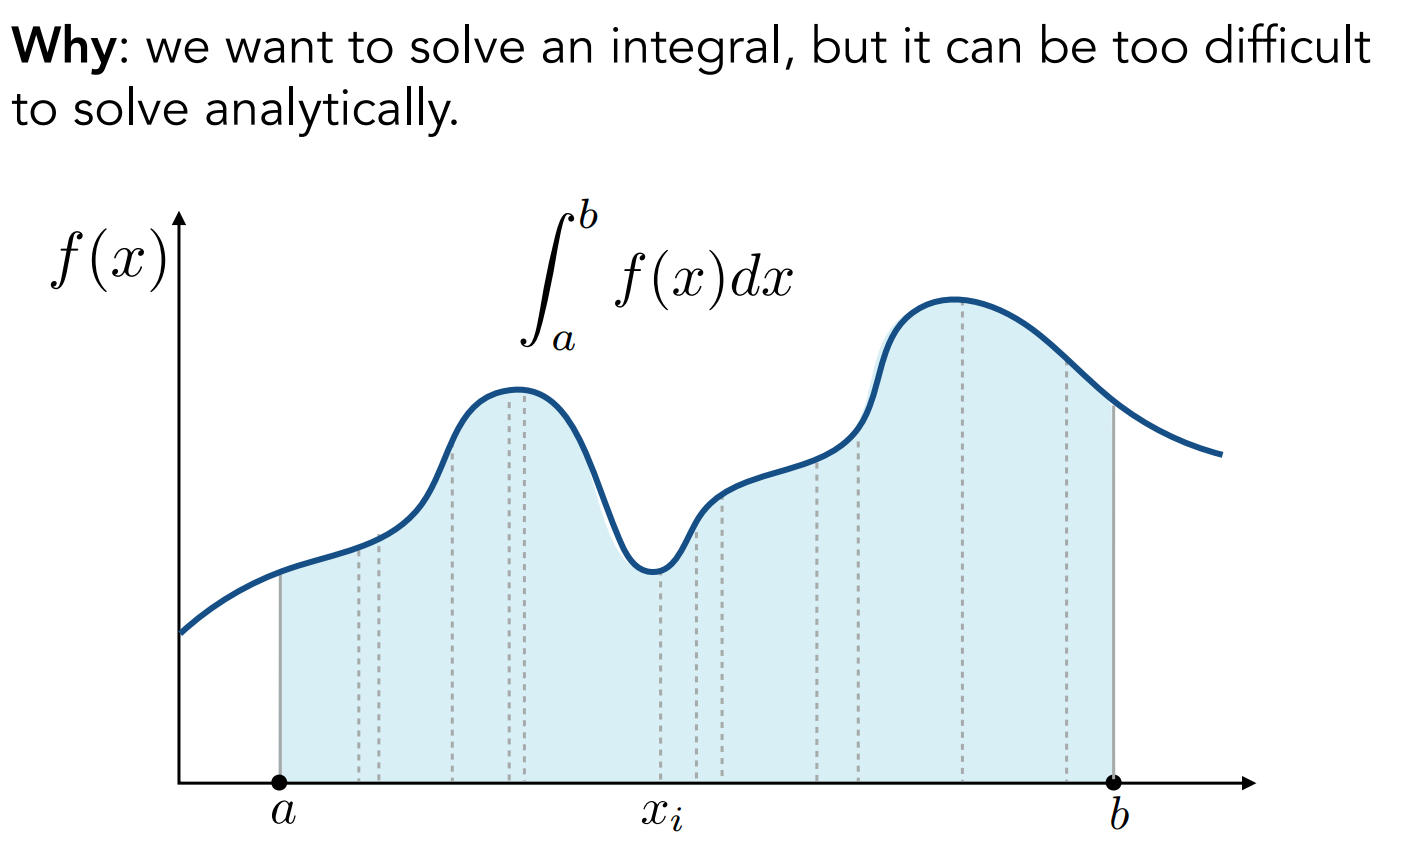 Why: we want to solve an integral, but it can be too difficult
to solve analytically.
f(x)
∫_a^b f(x)dx
a
x_i
b